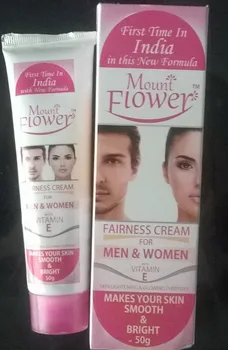 First Time In
India
with New Formula
Mount
Flower
TM
FAIRNESS CREAM
FOR
MEN & WOMEN
WITH
VITAMIN
E
MAKES YOUR SKIN
SMOOTH
&
BRIGHT
50g
First Time In
India
in this New Formula
Mount
Flower
TM
FAIRNESS CREAM
FOR
MEN & WOMEN
WITH
VITAMIN
E
MAKES YOUR SKIN
SMOOTH
&
BRIGHT
50g